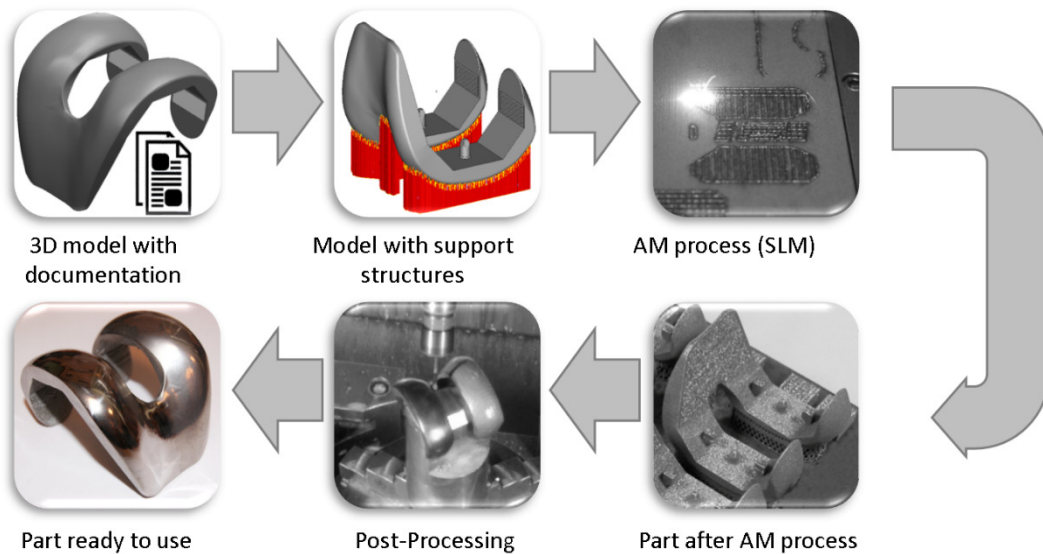 3D model with
documentation
Model with support
structures
AM process (SLM)
Part after AM process
Post-Processing
Part ready to use